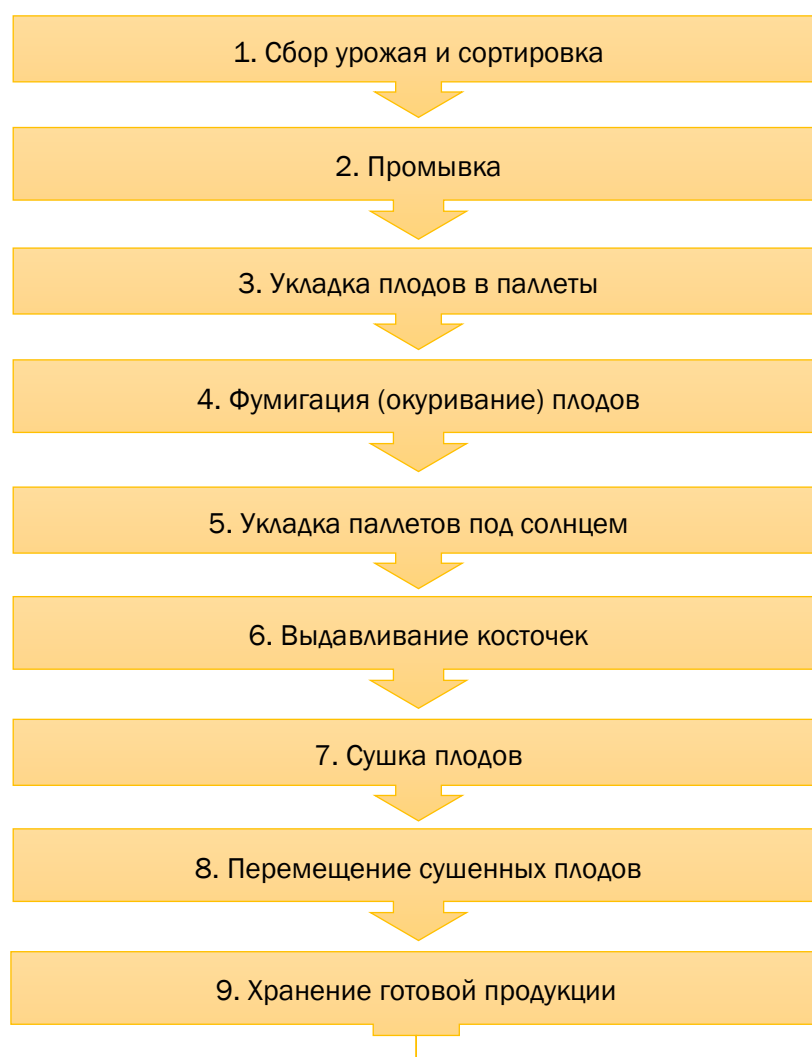 1. Сбор урожая и сортировка
2. Промывка
3. Укладка плодов в паллеты
4. Фумигация (окуривание) плодов
5. Укладка паллетов под солнцем
6. Выдавливание косточек
7. Сушка плодов
8. Перемещение сушенных плодов
9. Хранение готовой продукции